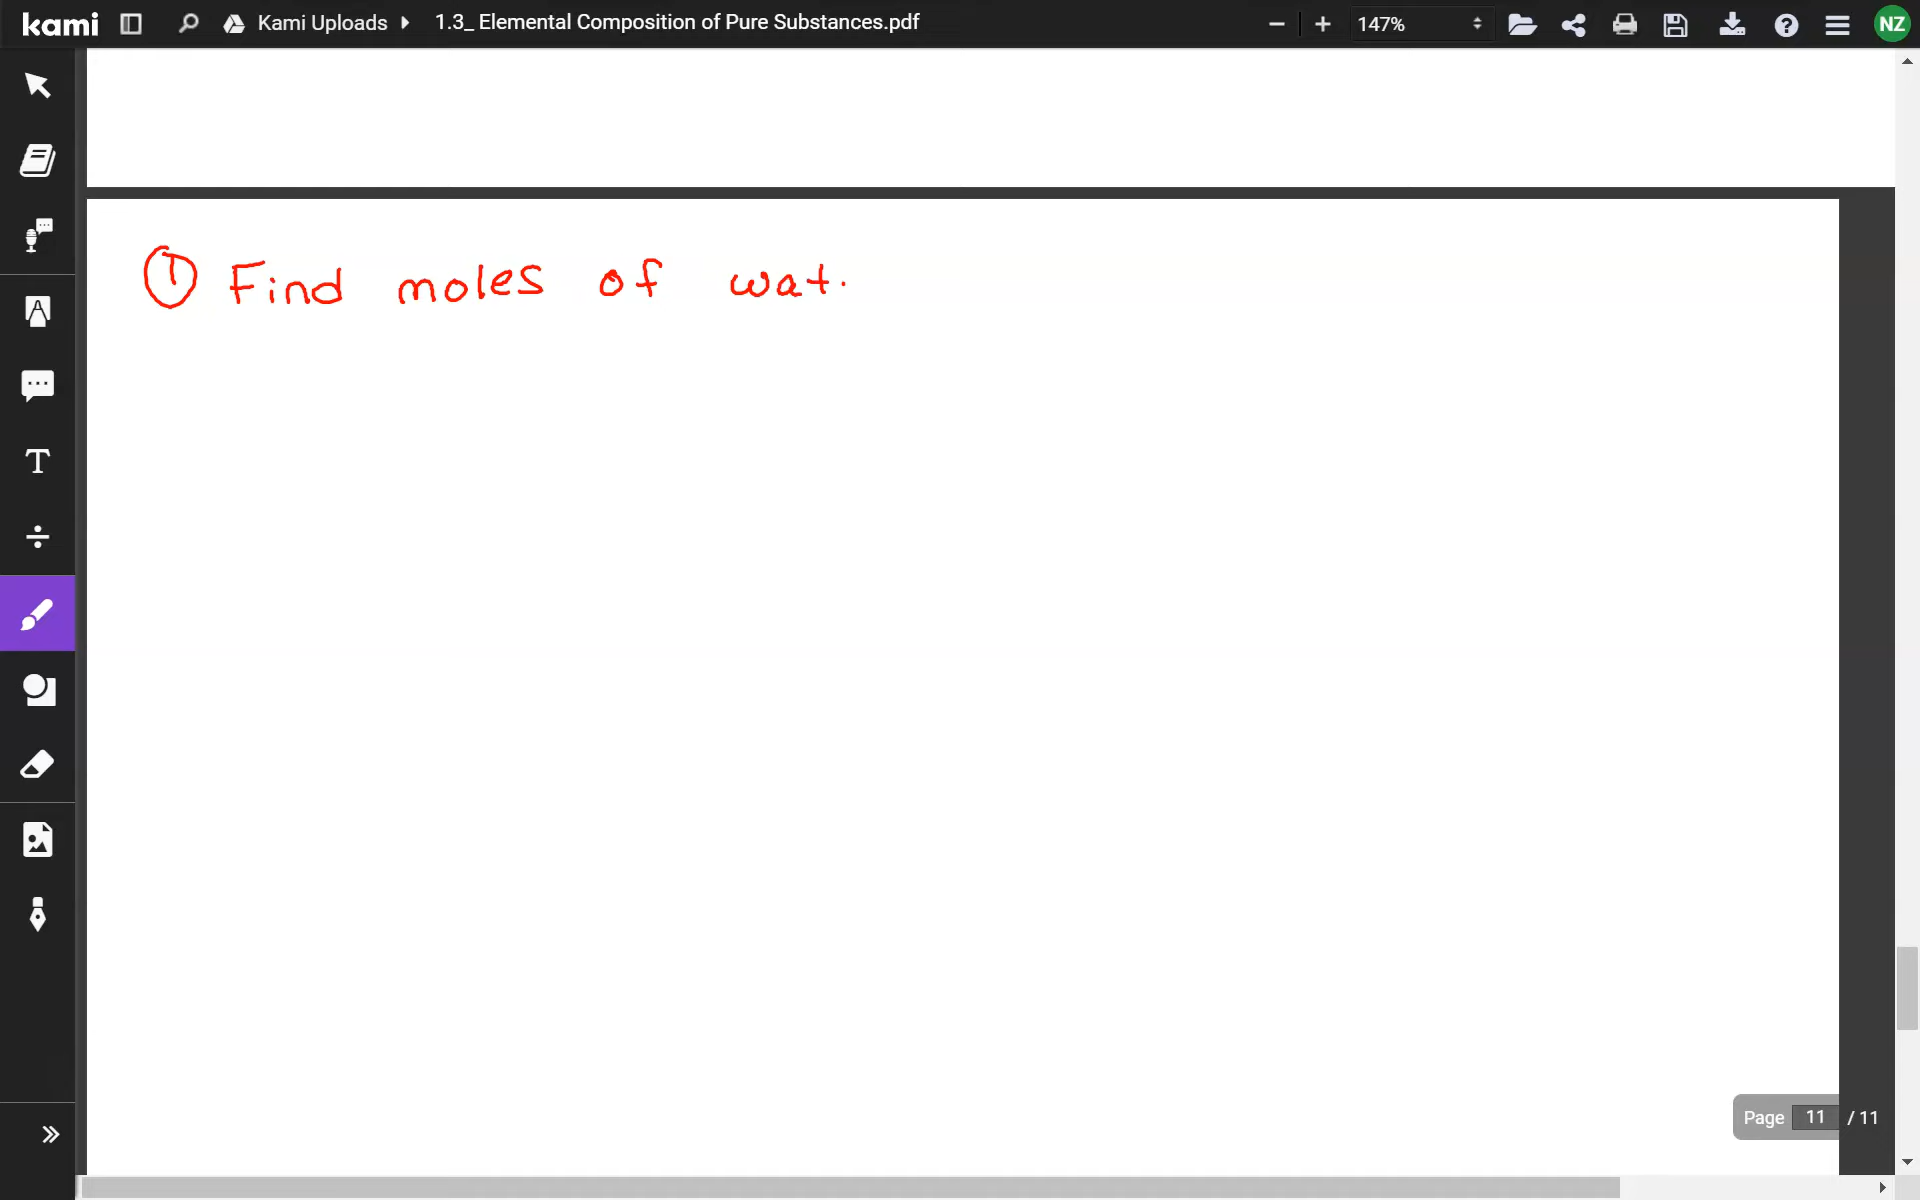 kami Kami Uploads 1.3_ Elemental Composition of Pure Substances.pdf 147% NZ
① Find moles of wat.
Page 11 / 11